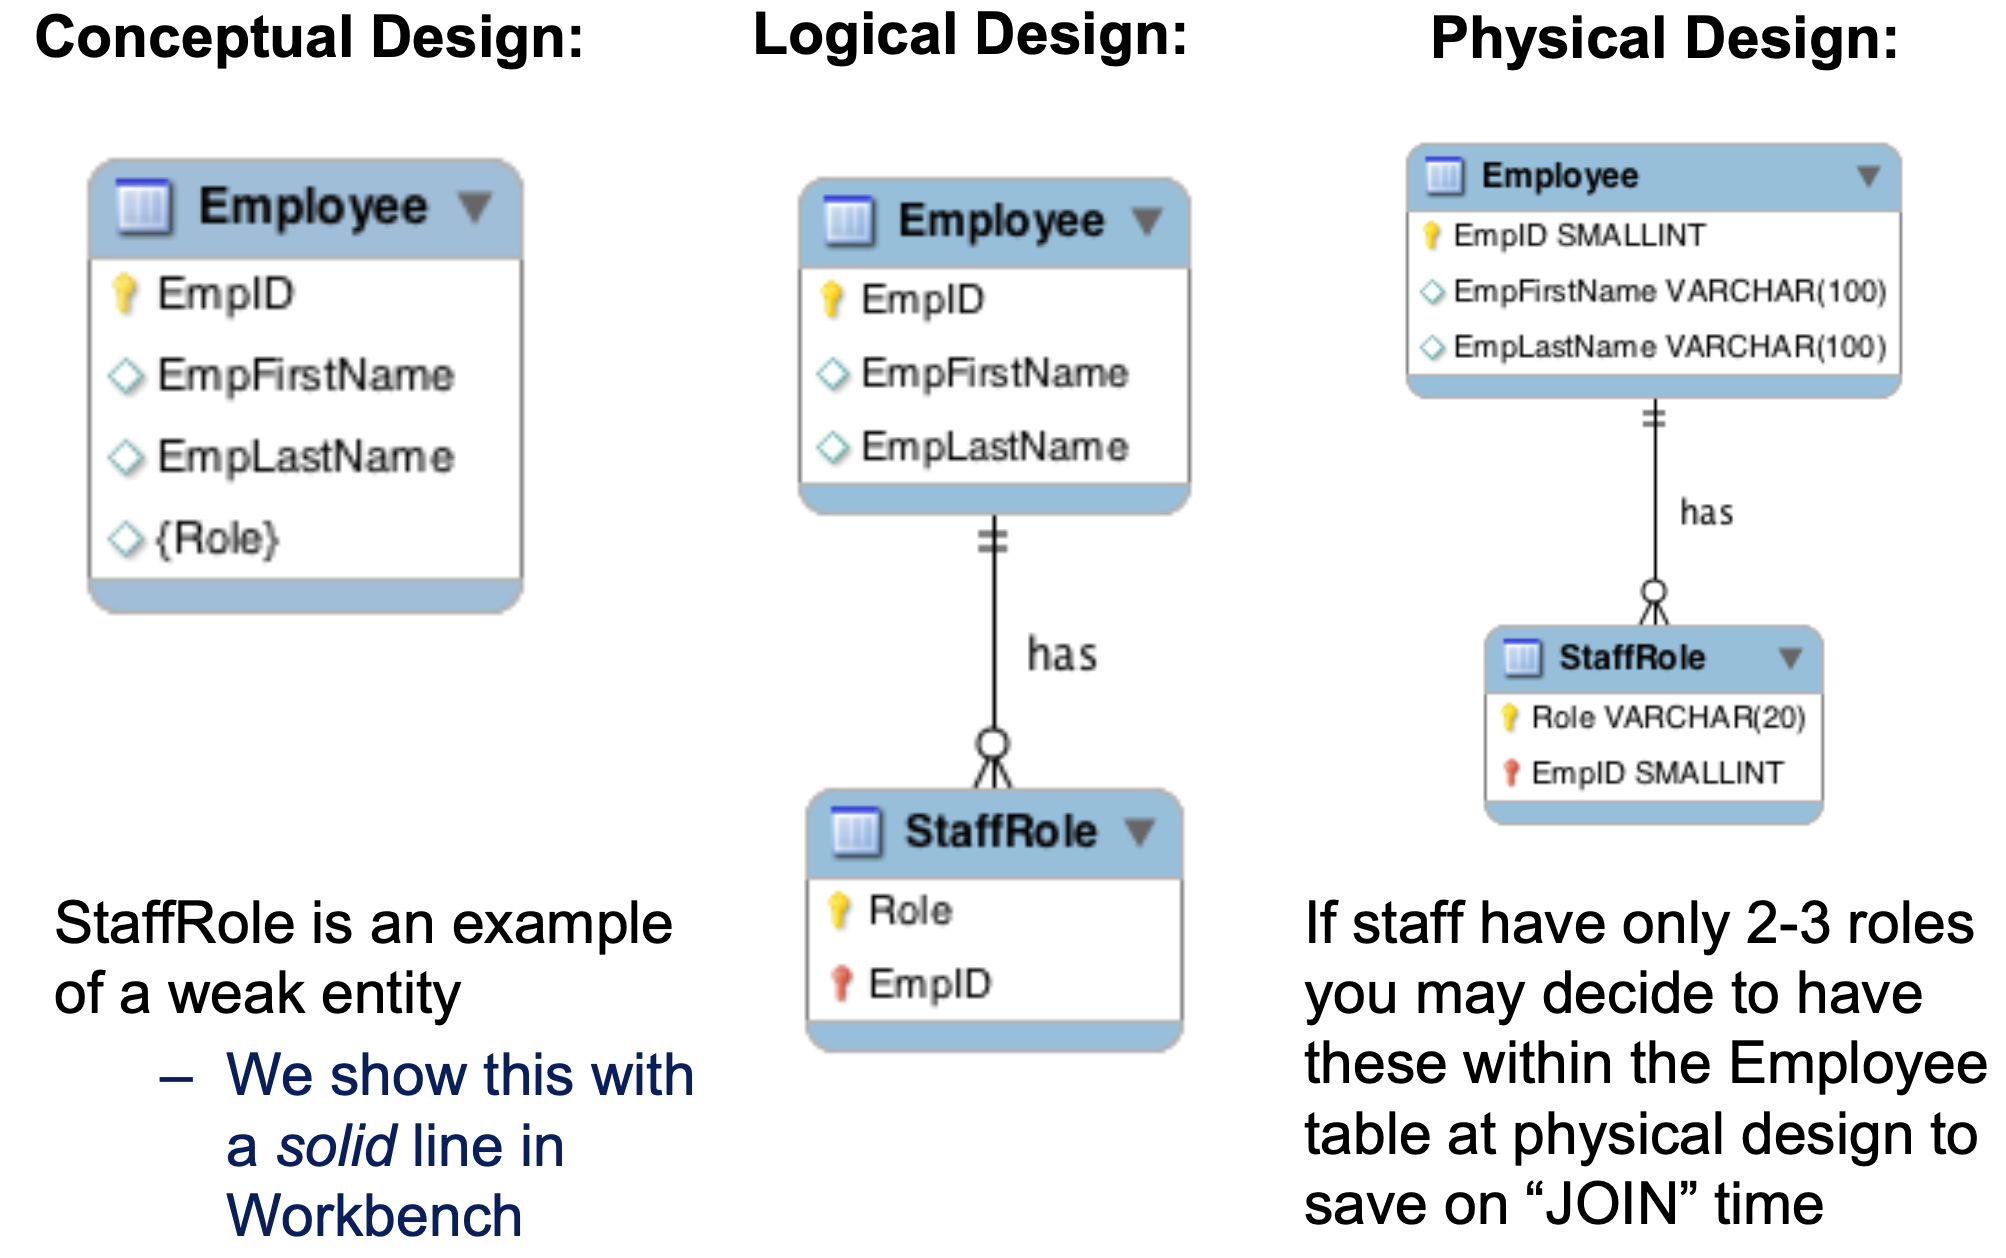 Conceptual Design:
Employee
EmpID
EmpFirstName
EmpLastName
{Role}
StaffRole is an example
of a weak entity
– We show this with
a solid line in
Workbench
Logical Design:
Employee
EmpID
EmpFirstName
EmpLastName
has
StaffRole
Role
EmpID
Physical Design:
Employee
EmpID SMALLINT
EmpFirstName VARCHAR(100)
EmpLastName VARCHAR(100)
has
StaffRole
Role VARCHAR(20)
EmpID SMALLINT
If staff have only 2-3 roles
you may decide to have
these within the Employee
table at physical design to
save on “JOIN” time